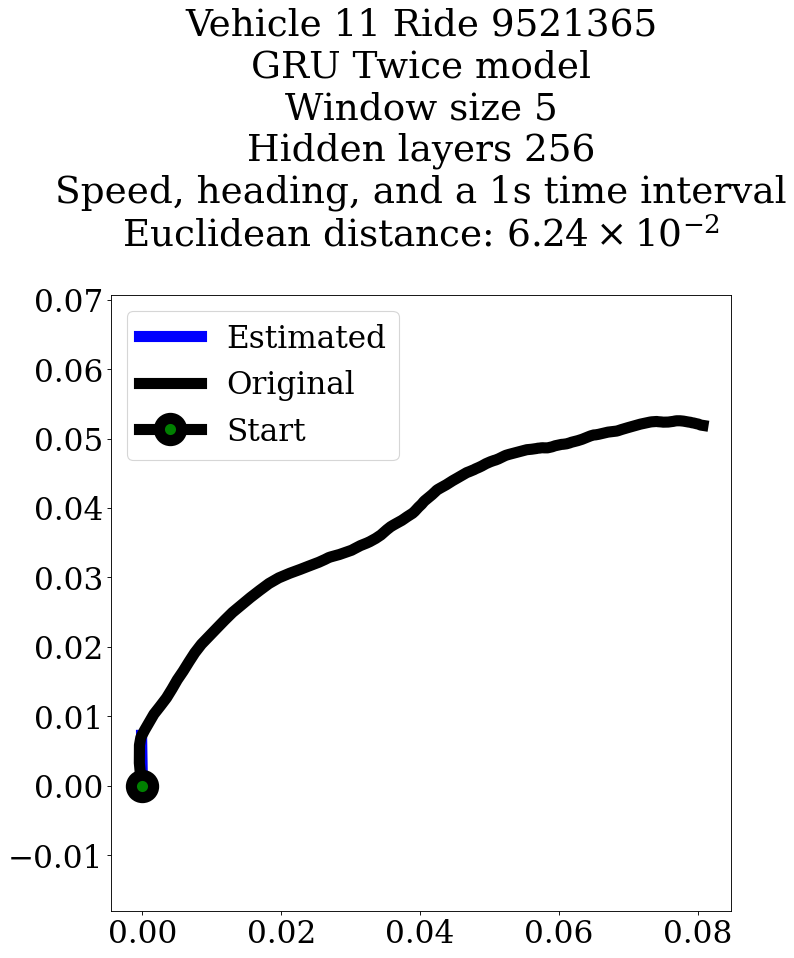 Vehicle 11 Ride 9521365
GRU Twice model
Window size 5
Hidden layers 256
Speed, heading, and a 1s time interval
Euclidean distance: 6.24 × 10⁻²
0.07
0.06
0.05
0.04
0.03
0.02
0.01
0.00
−0.01
Estimated
Original
Start
0.00 0.02 0.04 0.06 0.08